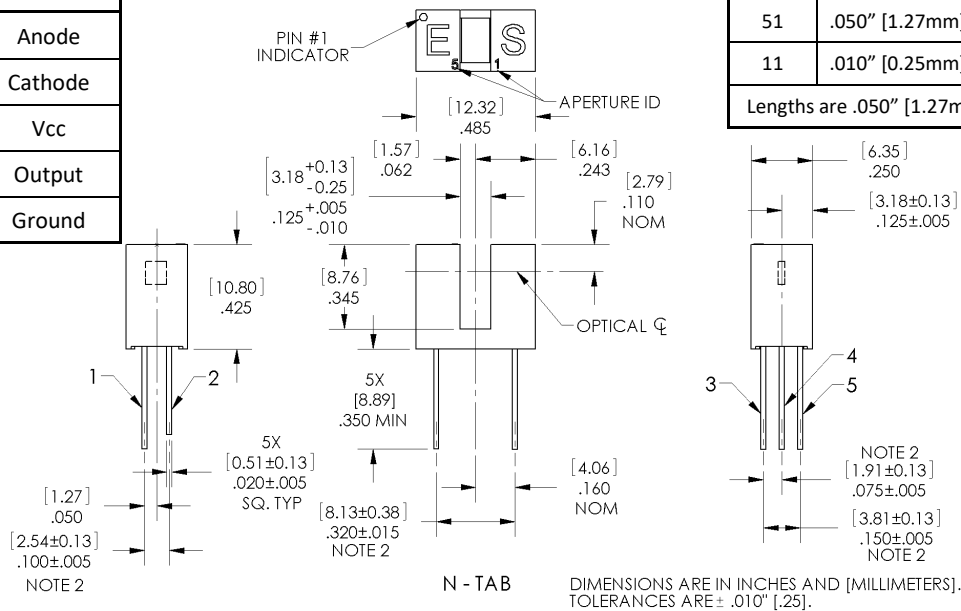 Anode
Cathode
Vcc
Output
Ground
PIN #1
INDICATOR
E S
5 1
APERTURE ID
51 .050” [1.27mm]
11 .010” [0.25mm]
Lengths are .050” [1.27m
[12.32]
.485
[1.57]
.062
[6.16]
.243
[3.18 +0.13 -0.25]
.125 +.005 -.010
[2.79]
.110
NOM
[6.35]
.250
[3.18±0.13]
.125±.005
[10.80]
.425
[8.76]
.345
OPTICAL ℄
1
2
5X
[8.89]
.350 MIN
3
4
5
5X
[0.51±0.13]
.020±.005
SQ. TYP
[1.27]
.050
[2.54±0.13]
.100±.005
NOTE 2
[8.13±0.38]
.320±.015
NOTE 2
[4.06]
.160
NOM
NOTE 2
[1.91±0.13]
.075±.005
[3.81±0.13]
.150±.005
NOTE 2
N - TAB
DIMENSIONS ARE IN INCHES AND [MILLIMETERS].
TOLERANCES ARE ± .010" [.25].